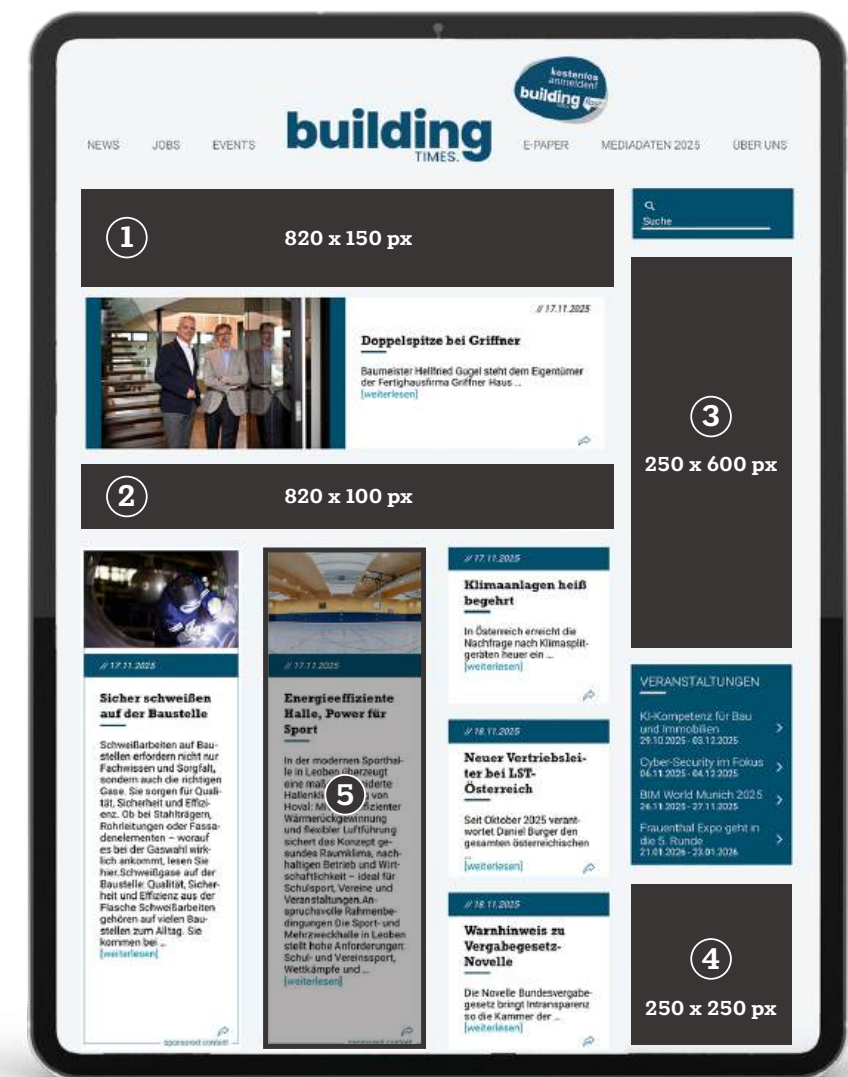 kostenlos
anmelden!
building
NEWS
JOBS
EVENTS
building
TIMES.
E-PAPER
MEDIADATEN 2025
ÜBER UNS
1
820 x 150 px
Suche
// 17.11.2025
Doppelspitze bei Griffner
Baumeister Hellfried Gugel steht dem Eigentümer
der Fertighausfirma Griffner Haus ...
[weiterlesen]
3
250 x 600 px
2
820 x 100 px
// 17.11.2025
Sicher schweißen
auf der Baustelle
Schweißarbeiten auf Bau-
stellen erfordern nicht nur
Fachwissen und Sorgfalt,
sondern auch die richtigen
Gase. Sie sorgen für Quali-
tät, Sicherheit und Effizi-
enz. Ob bei Stahlträgern,
Rohrleitungen oder Fassa-
denelementen – worauf
es bei der Gaswahl wirk-
lich ankommt, lesen Sie
hier.Schweißgase auf der
Baustelle: Qualität, Sicher-
heit und Effizienz aus der
Flasche Schweißarbeiten
gehören auf vielen Bau-
stellen zum Alltag. Sie
kommen bei ...
[weiterlesen]
sponsored content
// 17.11.2025
Energieeffiziente
Halle, Power für
Sport
In der modernen Sporthal-
le in Leoben überzeugt
eine
Hallenkli von
5
Hoval:
Wärmerückgewinnung
und flexibler Luftführung
sichert das Konzept ge-
sundes Raumklima, nach-
haltigen Betrieb und Wirt-
schaftlichkeit – ideal für
Schulsport, Vereine und
Veranstaltungen.An-
spruchsvolle Rahmenbe-
dingungen Die Sport- und
Mehrzweckhalle in Leoben
stellt hohe Anforderungen:
Schul- und Vereinssport,
Wettkämpfe und ...
[weiterlesen]
sponsored content
// 17.11.2025
Klimaanlagen heiß
begehrt
In Österreich erreicht die
Nachfrage nach Klimasplit-
geräten heuer ein ...
[weiterlesen]
// 18.11.2025
Neuer Vertriebslei-
ter bei LST-
Österreich
Seit Oktober 2025 verant-
wortet Daniel Burger den
gesamten österreichischen
...
[weiterlesen]
// 18.11.2025
Warnhinweis zu
Vergabegesetz-
Novelle
Die Novelle Bundesvergabe-
gesetz bringt Intransparenz
so die Kammer der ...
[weiterlesen]
VERANSTALTUNGEN
KI-Kompetenz für Bau
und Immobilien
29.10.2025 - 03.12.2025
Cyber-Security im Fokus
06.11.2025 - 04.12.2025
BIM World Munich 2025
26.11.2025 - 27.11.2025
Frauenthal Expo geht in
die 5. Runde
21.01.2026 - 23.01.2026
4
250 x 250 px